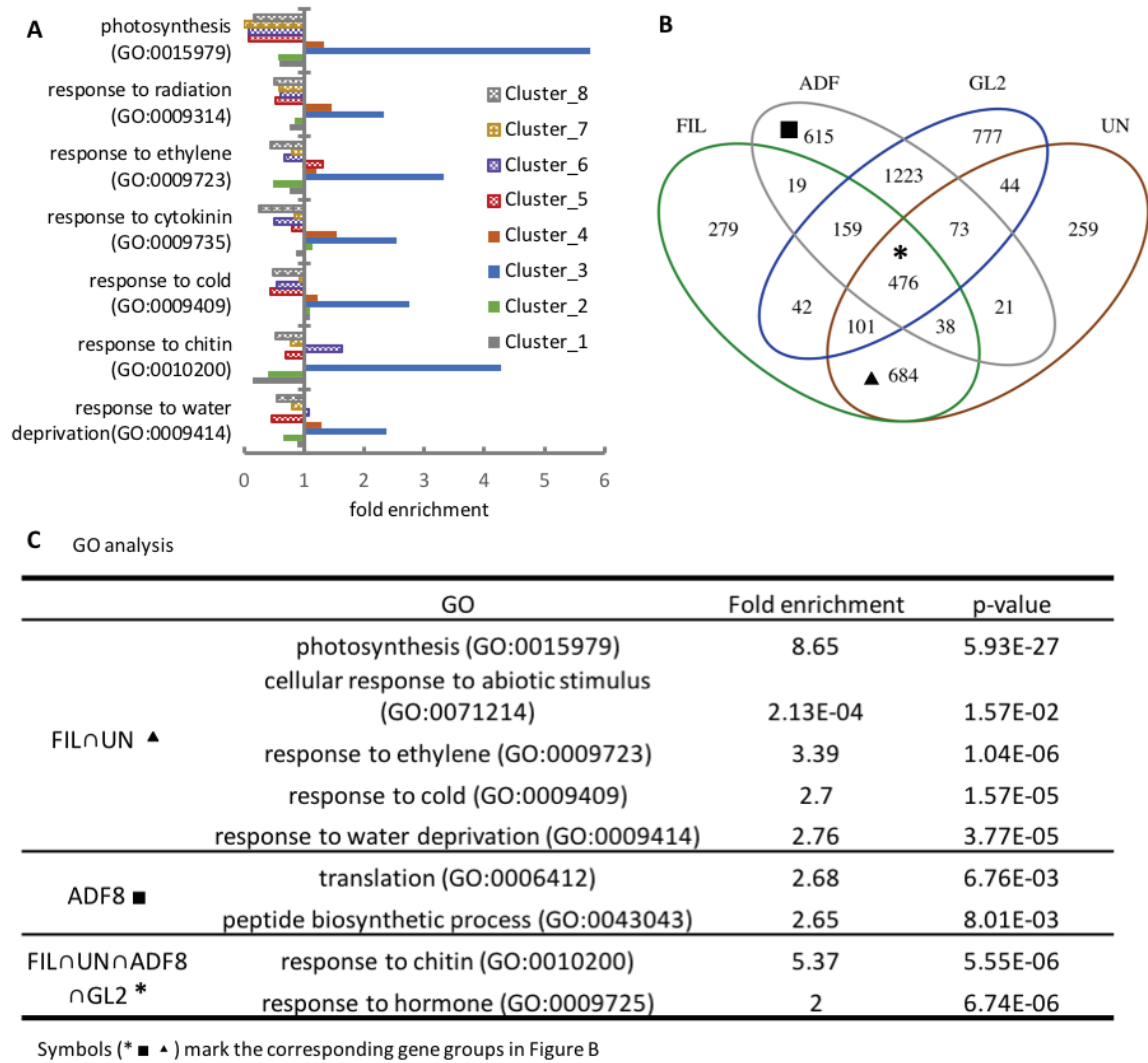 A
photosynthesis
(GO:0015979)
response to radiation
(GO:0009314)
response to ethylene
(GO:0009723)
response to cytokinin
(GO:0009735)
response to cold
(GO:0009409)
response to chitin
(GO:0010200)
response to water
deprivation(GO:0009414)
0 1 2 3 4 5 6
fold enrichment
Cluster_8
Cluster_7
Cluster_6
Cluster_5
Cluster_4
Cluster_3
Cluster_2
Cluster_1
B
ADF GL2
FIL UN
■ 615 777
19 1223 44
279 159 73 259
*
476
42 101 38 21
▲ 684
C GO analysis
GO Fold enrichment p-value
photosynthesis (GO:0015979) 8.65 5.93E-27
cellular response to abiotic stimulus
(GO:0071214) 2.13E-04 1.57E-02
FIL∩UN ▲
response to ethylene (GO:0009723) 3.39 1.04E-06
response to cold (GO:0009409) 2.7 1.57E-05
response to water deprivation (GO:0009414) 2.76 3.77E-05
ADF8 ■
translation (GO:0006412) 2.68 6.76E-03
peptide biosynthetic process (GO:0043043) 2.65 8.01E-03
FIL∩UN∩ADF8
∩GL2 *
response to chitin (GO:0010200) 5.37 5.55E-06
response to hormone (GO:0009725) 2 6.74E-06
Symbols (* ■ ▲ ) mark the corresponding gene groups in Figure B